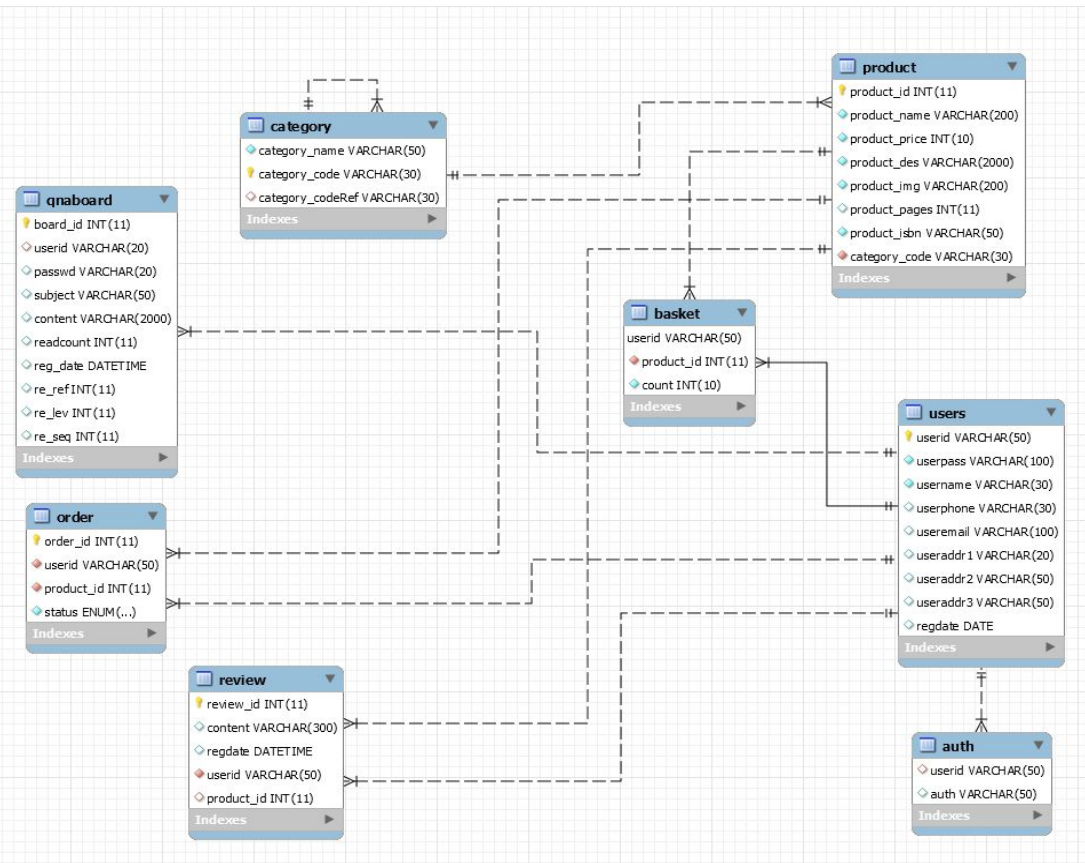 category
category_name VARCHAR(50)
category_code VARCHAR(30)
category_codeRef VARCHAR(30)
Indexes
product
product_id INT(11)
product_name VARCHAR(200)
product_price INT(10)
product_des VARCHAR(2000)
product_img VARCHAR(200)
product_pages INT(11)
product_isbn VARCHAR(50)
category_code VARCHAR(30)
Indexes
qnaboard
board_id INT(11)
userid VARCHAR(20)
passwd VARCHAR(20)
subject VARCHAR(50)
content VARCHAR(2000)
readcount INT(11)
reg_date DATETIME
re_ref INT(11)
re_lev INT(11)
re_seq INT(11)
Indexes
basket
userid VARCHAR(50)
product_id INT(11)
count INT(10)
Indexes
users
userid VARCHAR(50)
userpass VARCHAR(100)
username VARCHAR(30)
userphone VARCHAR(30)
useremail VARCHAR(100)
useraddr1 VARCHAR(20)
useraddr2 VARCHAR(50)
useraddr3 VARCHAR(50)
regdate DATE
Indexes
order
order_id INT(11)
userid VARCHAR(50)
product_id INT(11)
status ENUM(...)
Indexes
review
review_id INT(11)
content VARCHAR(300)
regdate DATETIME
userid VARCHAR(50)
product_id INT(11)
Indexes
auth
userid VARCHAR(50)
auth VARCHAR(50)
Indexes